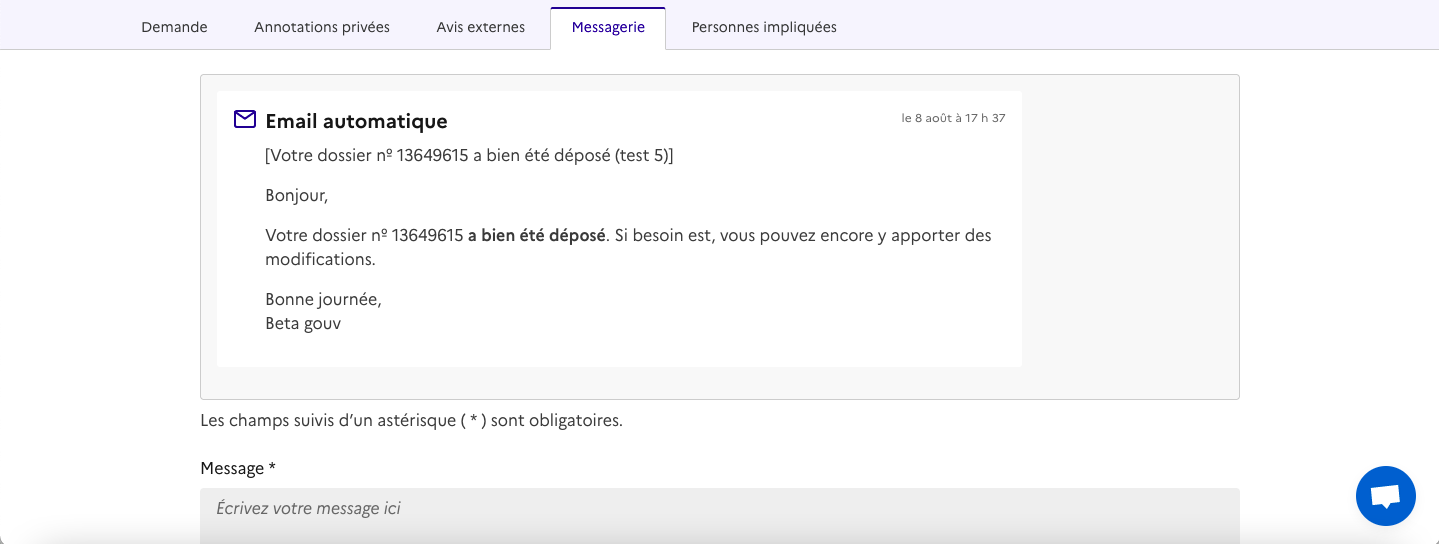 Demande Annotations privées Avis externes Messagerie Personnes impliquées
Email automatique le 8 août à 17 h 37
[Votre dossier nº 13649615 a bien été déposé (test 5)]
Bonjour,
Votre dossier nº 13649615 a bien été déposé. Si besoin est, vous pouvez encore y apporter des
modifications.
Bonne journée,
Beta gouv
Les champs suivis d’un astérisque ( * ) sont obligatoires.
Message *
Écrivez votre message ici